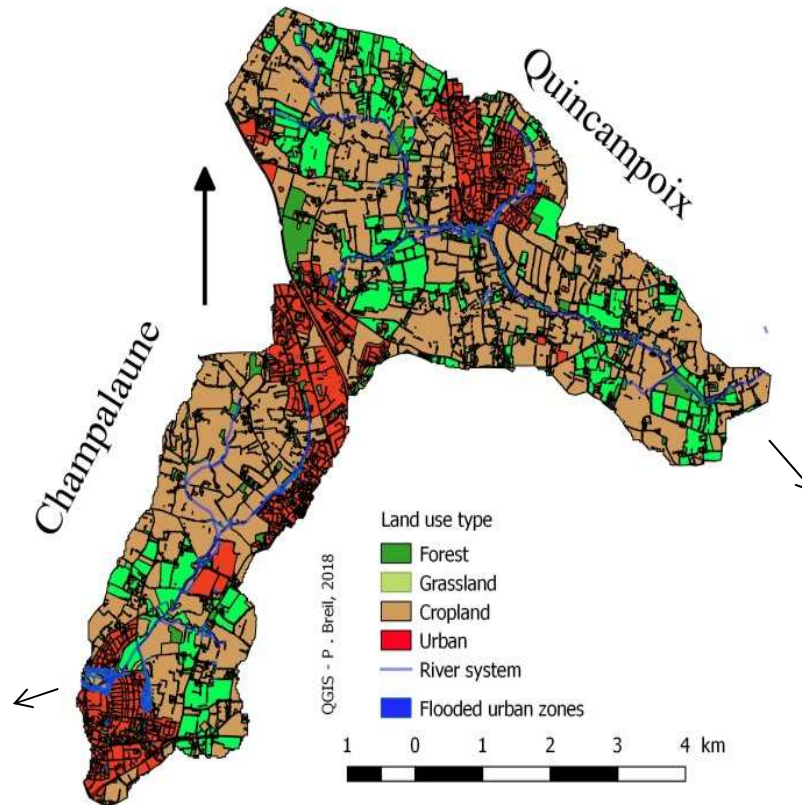 Quincampoix
Champalaune
Land use type
Forest
Grassland
Cropland
Urban
River system
Flooded urban zones
QGIS - P . Breil, 2018
1 0 1 2 3 4 km